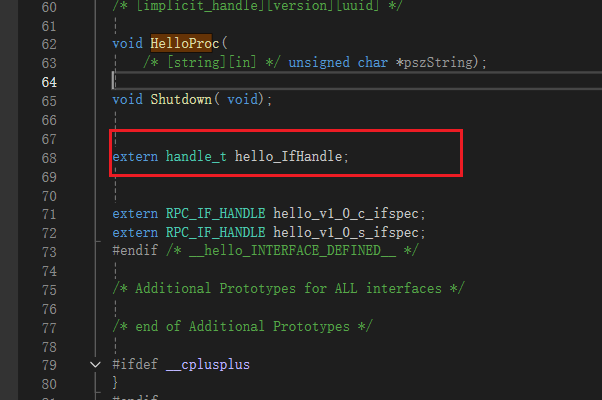 60 /* [implicit_handle][version][uuid] */
61
62 void HelloProc(
63 /* [string][in] */ unsigned char *pszString);
64
65 void Shutdown( void);
66
67
68 extern handle_t hello_IfHandle;
69
70
71 extern RPC_IF_HANDLE hello_v1_0_c_ifspec;
72 extern RPC_IF_HANDLE hello_v1_0_s_ifspec;
73 #endif /* __hello_INTERFACE_DEFINED__ */
74
75 /* Additional Prototypes for ALL interfaces */
76
77 /* end of Additional Prototypes */
78
79 #ifdef __cplusplus
80 }
81 #endif